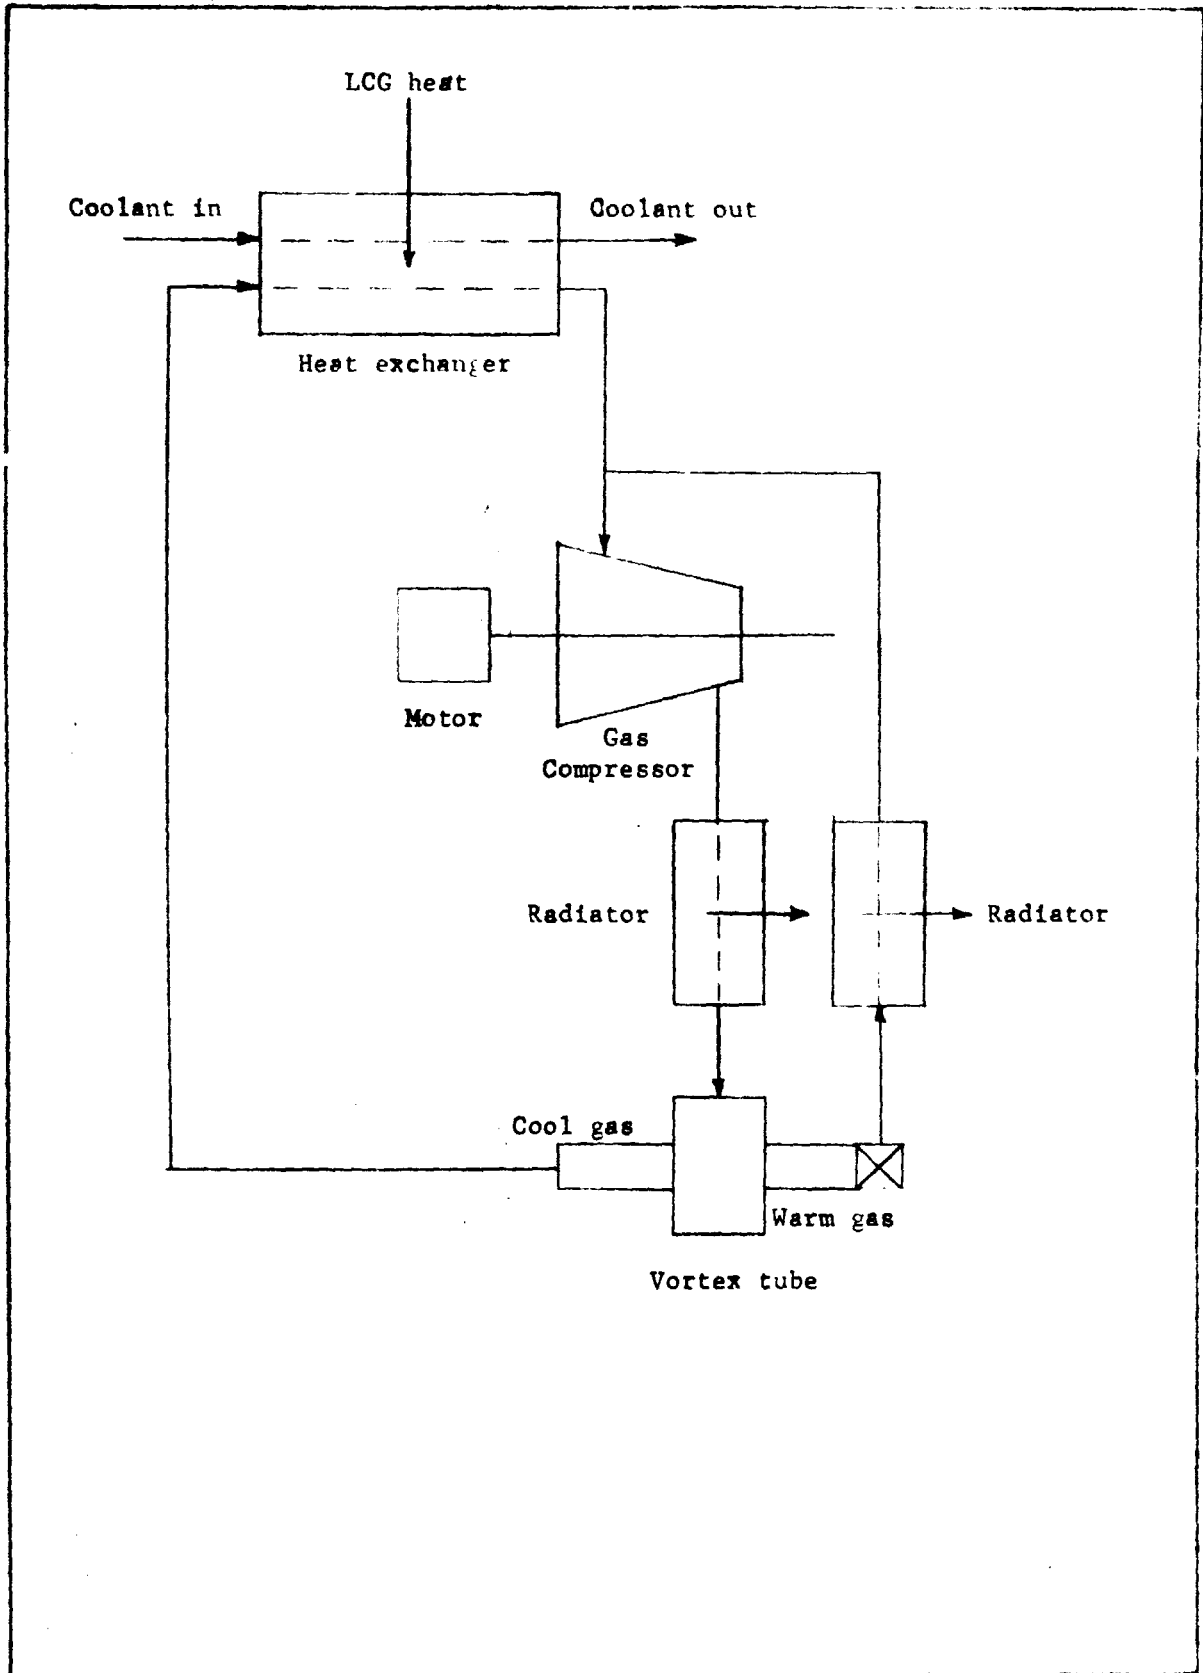 LCG heat
Coolant in
Coolant out
Heat exchanger
Motor
Gas
Compressor
Radiator
Radiator
Cool gas
Warm gas
Vortex tube